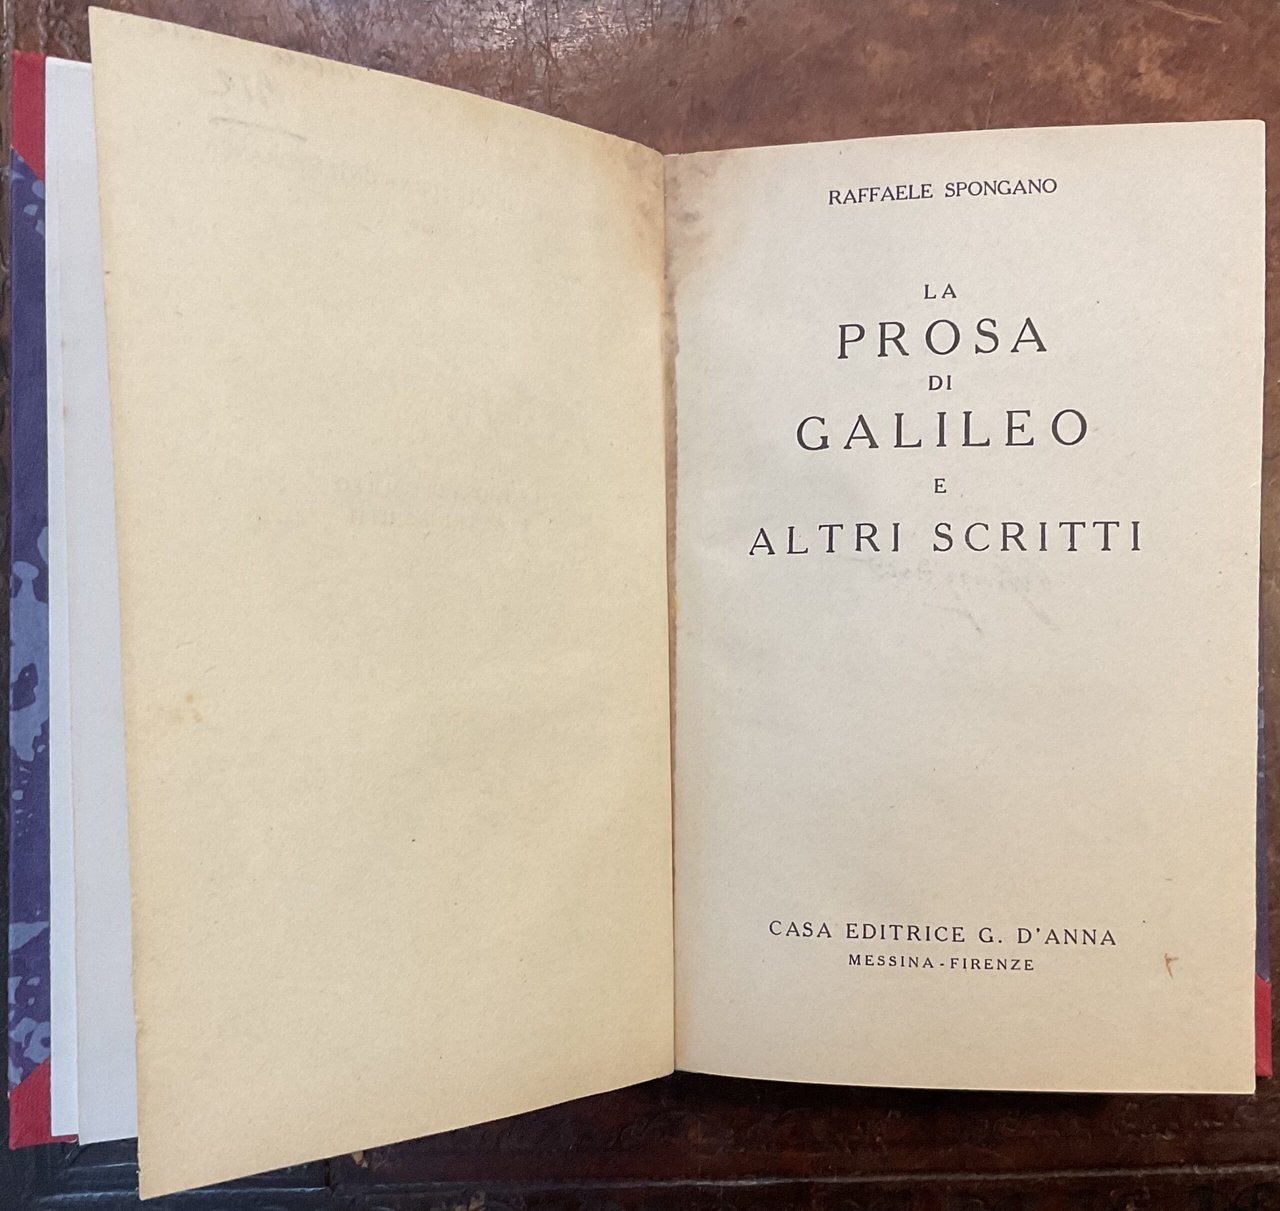 RAFFAELE SPONGANO
LA
PROSA
DI
GALILEO
E
ALTRI SCRITTI
CASA EDITRICE G. D'ANNA
MESSINA - FIRENZE